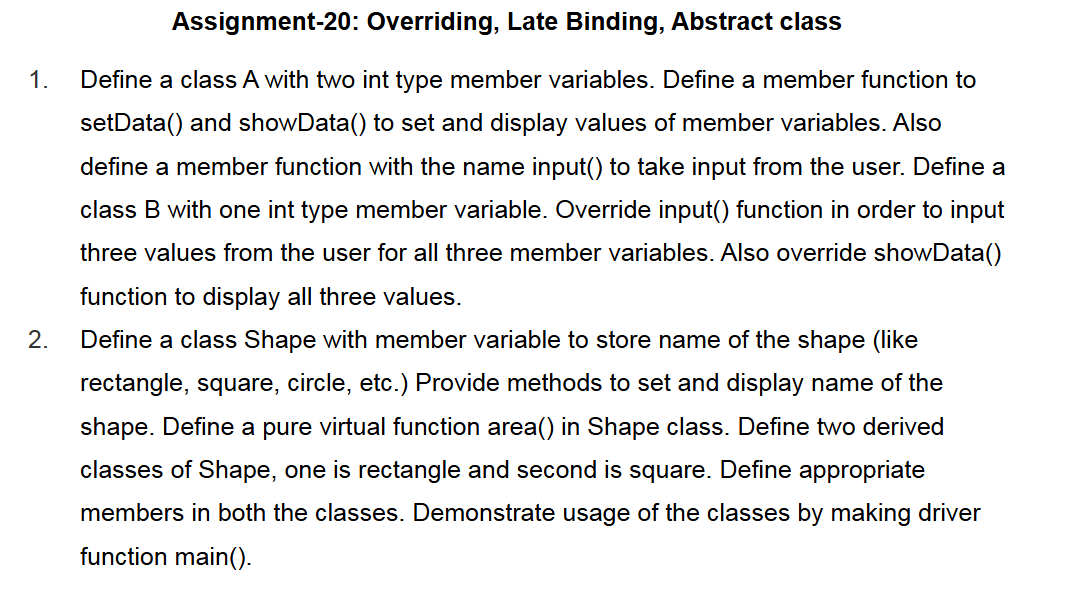 Assignment-20: Overriding, Late Binding, Abstract class
1. Define a class A with two int type member variables. Define a member function to
setData() and showData() to set and display values of member variables. Also
define a member function with the name input() to take input from the user. Define a
class B with one int type member variable. Override input() function in order to input
three values from the user for all three member variables. Also override showData()
function to display all three values.
2. Define a class Shape with member variable to store name of the shape (like
rectangle, square, circle, etc.) Provide methods to set and display name of the
shape. Define a pure virtual function area() in Shape class. Define two derived
classes of Shape, one is rectangle and second is square. Define appropriate
members in both the classes. Demonstrate usage of the classes by making driver
function main().